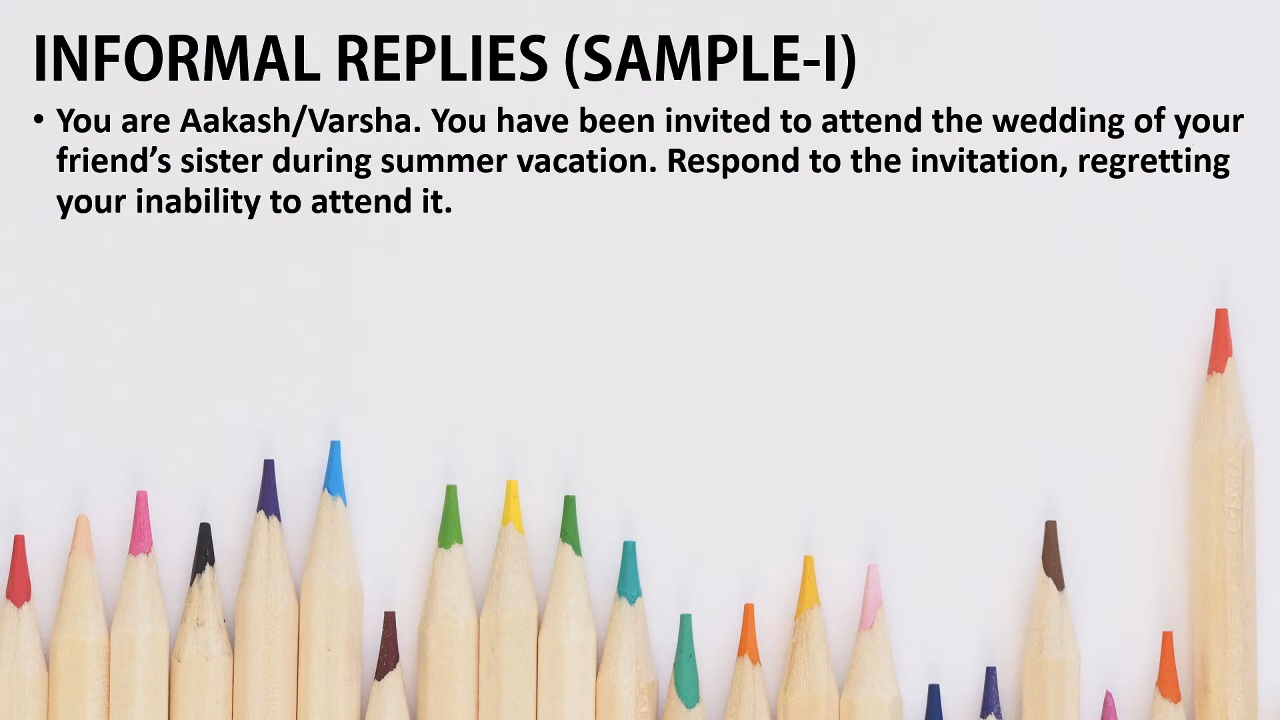 INFORMAL REPLIES (SAMPLE-I)
• You are Aakash/Varsha. You have been invited to attend the wedding of your
friend’s sister during summer vacation. Respond to the invitation, regretting
your inability to attend it.